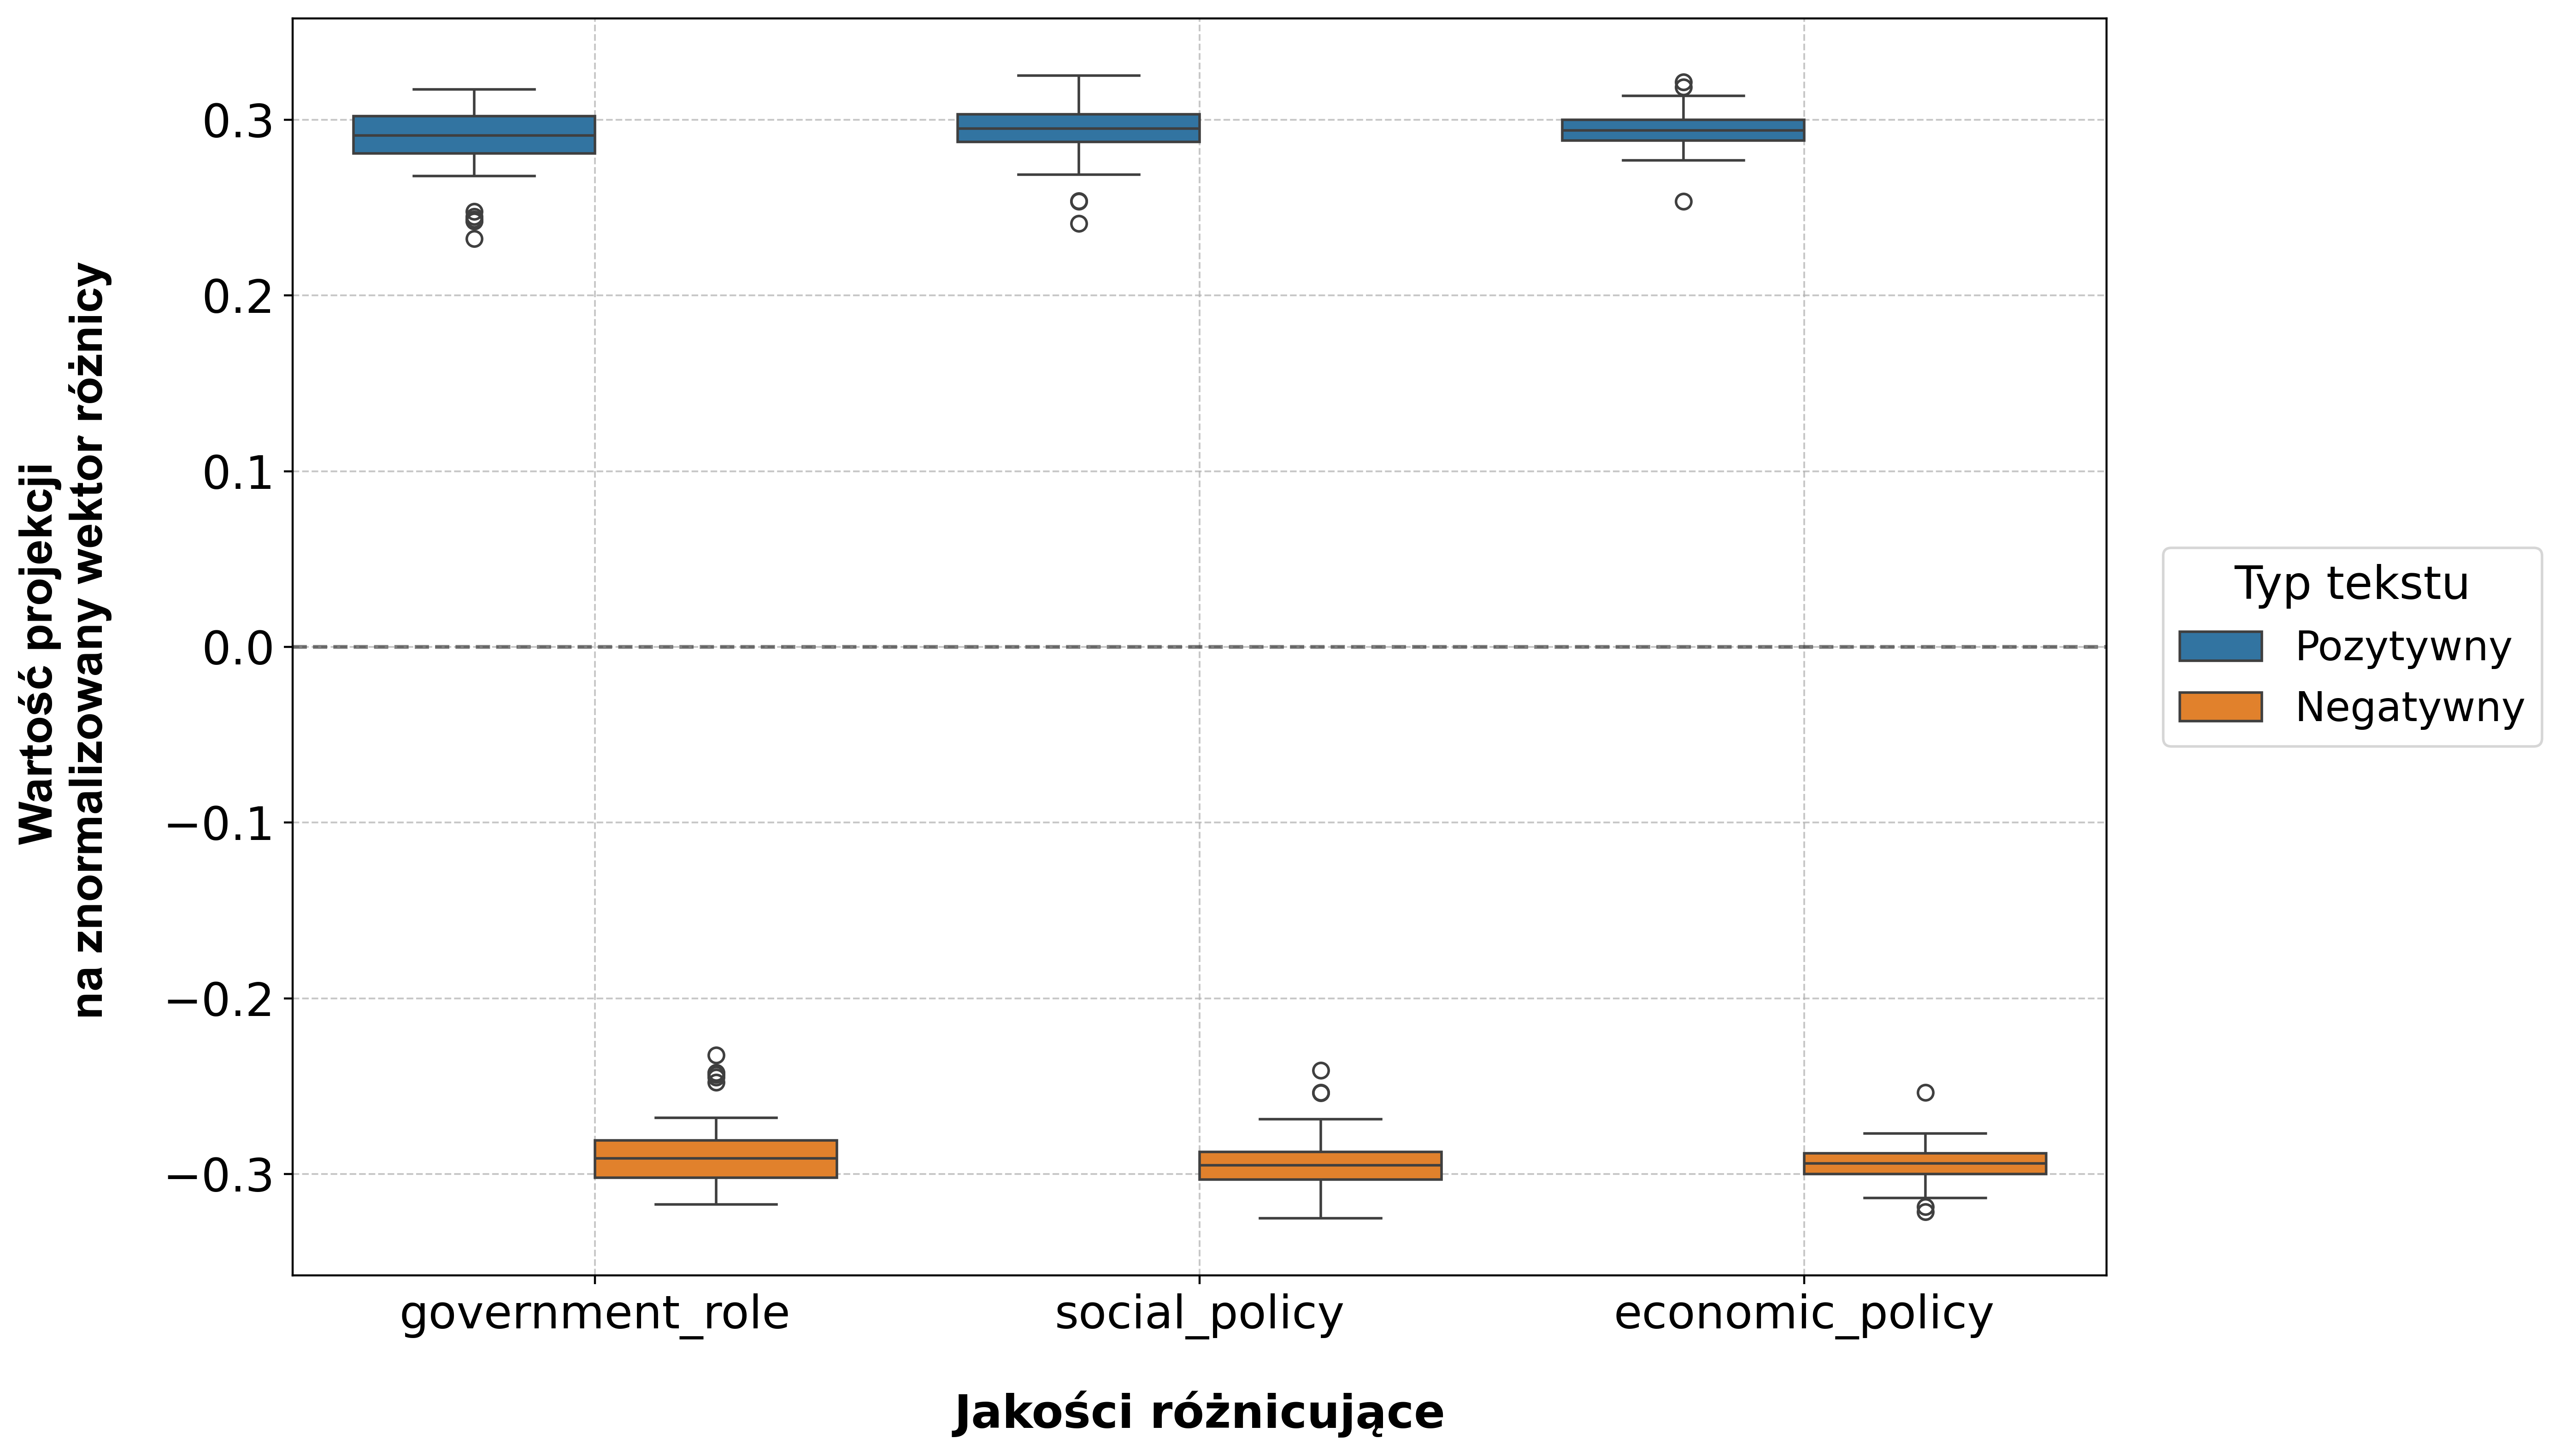 Wartość projekcji
na znormalizowany wektor różnicy
0.3
0.2
0.1
0.0
−0.1
−0.2
−0.3
government_role
social_policy
economic_policy
Jakości różnicujące
Typ tekstu
Pozytywny
Negatywny